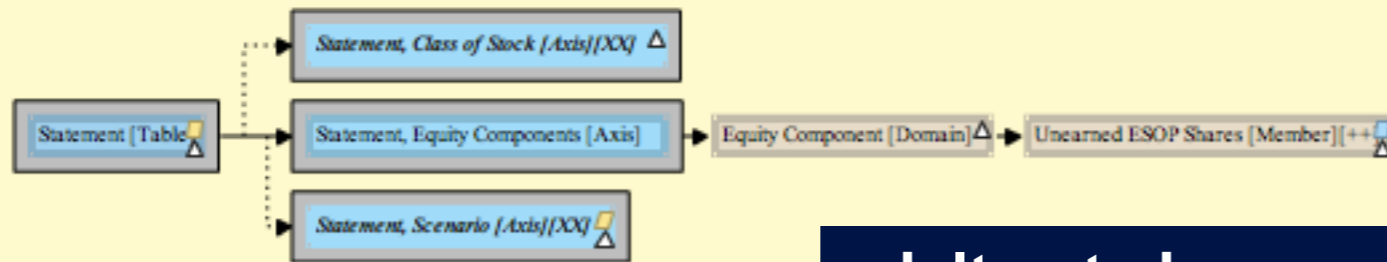 Statement, Class of Stock [Axis][XX]
Statement [Table
Statement, Equity Components [Axis]
Equity Component [Domain]
Unearned ESOP Shares [Member][++]
Statement, Scenario [Axis][XX]